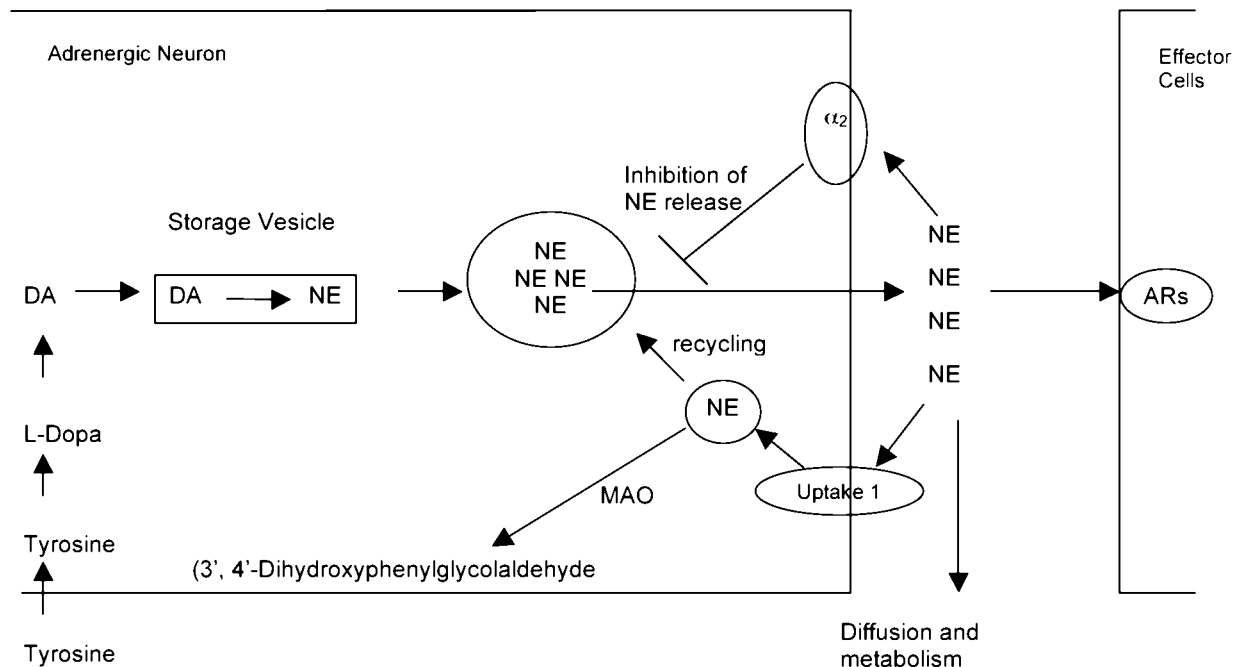 Adrenergic Neuron
Effector
Cells
α2
Inhibition of
NE release
Storage Vesicle
NE
NE
NE NE
NE
DA
DA
NE
NE
NE
ARs
NE
recycling
NE
NE
L-Dopa
Uptake 1
MAO
Tyrosine
(3', 4'-Dihydroxyphenylglycolaldehyde
Tyrosine
Diffusion and
metabolism